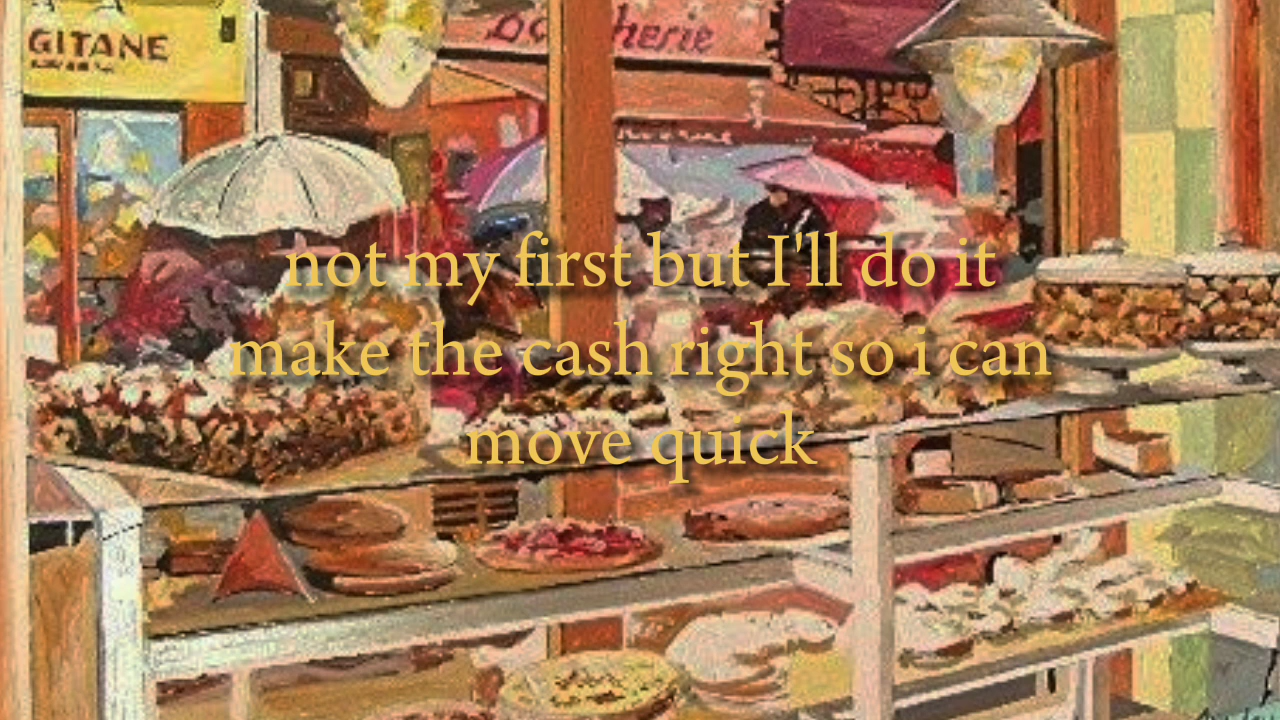 GITANE
not my first but I'll do it
make the cash right so i can
move quick